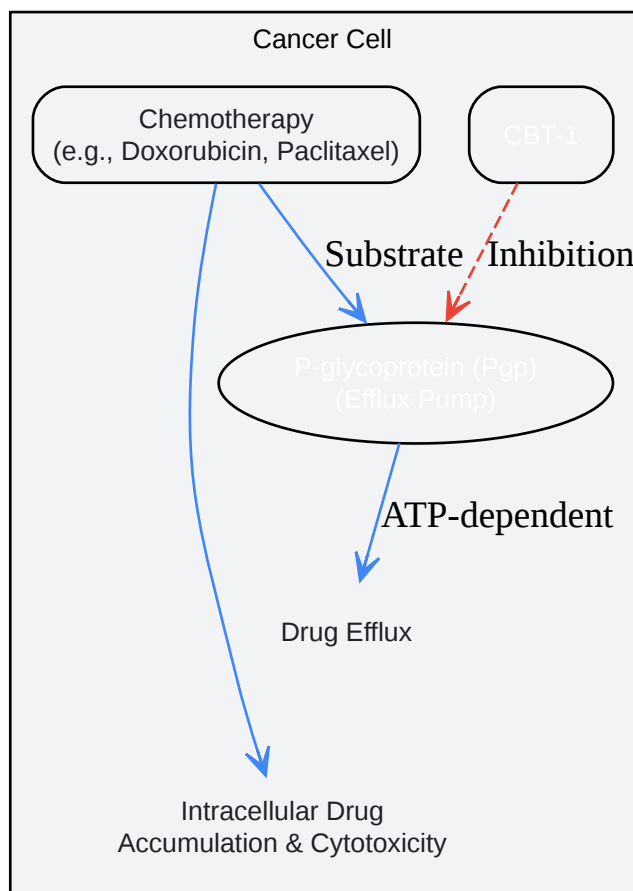 Cancer Cell
Chemotherapy
(e.g., Doxorubicin, Paclitaxel)
CBT-1
Substrate
Inhibition
P-glycoprotein (Pgp)
(Efflux Pump)
ATP-dependent
Drug Efflux
Intracellular Drug
Accumulation & Cytotoxicity